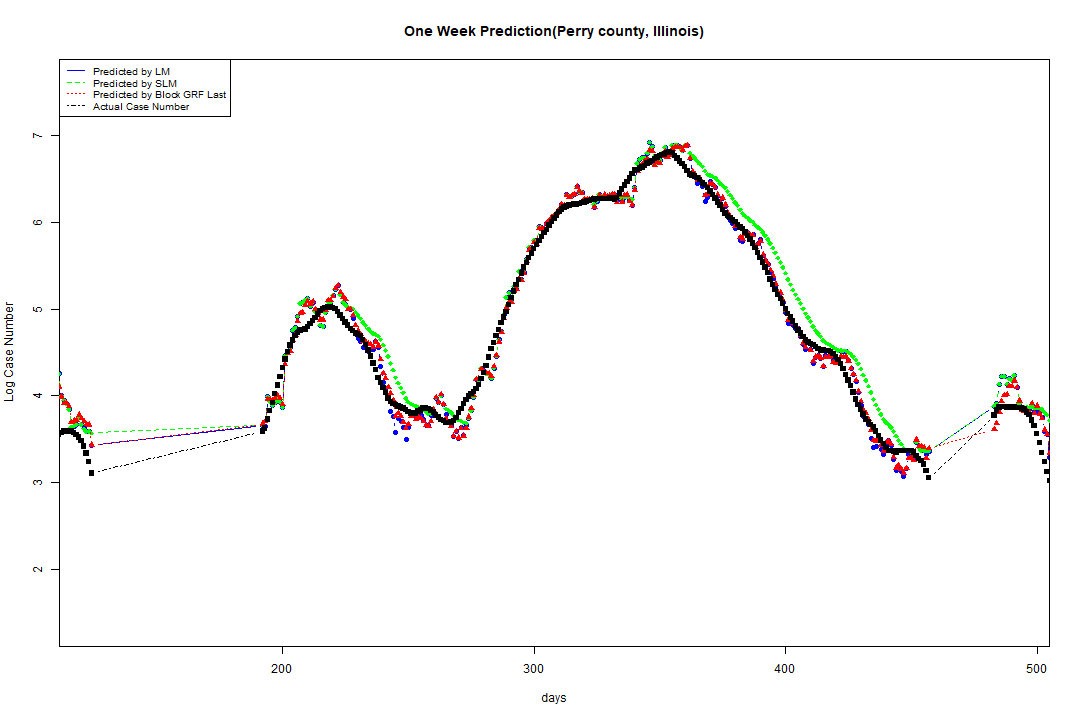 One Week Prediction(Perry county, Illinois)
Predicted by LM
Predicted by SLM
Predicted by Block GRF Last
Actual Case Number
7
6
5
4
3
2
Log Case Number
200 300 400 500
days